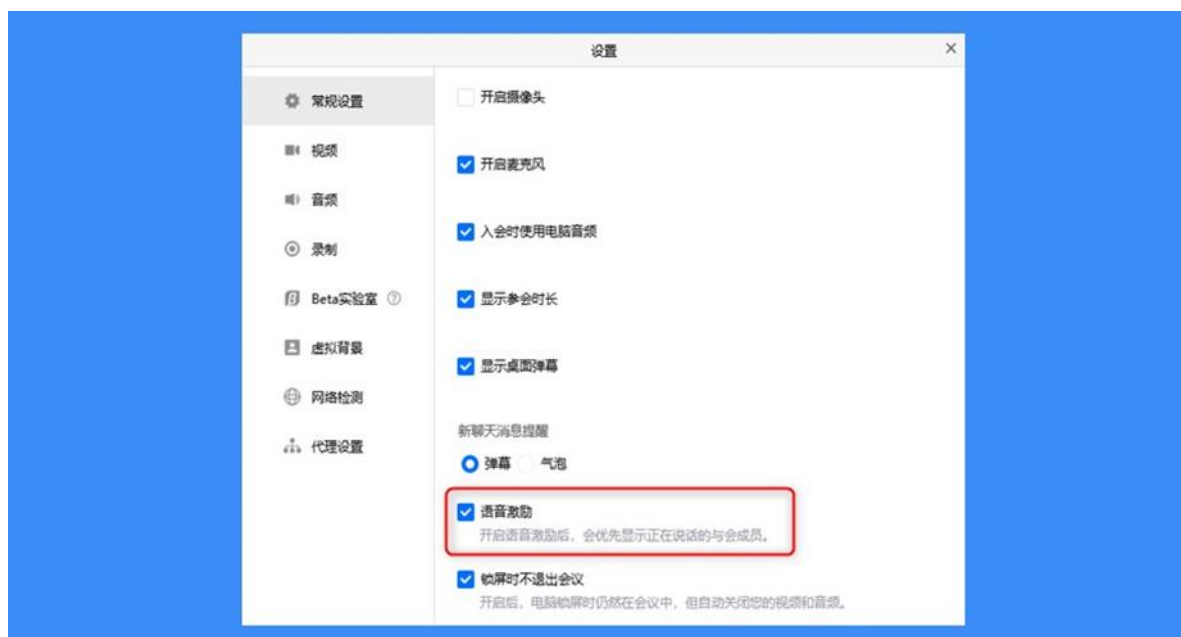 设置
常规设置
视频
音频
录制
Beta实验室
虚拟背景
网络检测
代理设置
开启摄像头
开启麦克风
入会时使用电脑音频
显示参会时长
显示桌面弹幕
新聊天消息提醒
弹幕 气泡
语音激励
开启语音激励后，会优先显示正在说话的与会成员。
锁屏时不退出会议
开启后，电脑锁屏时仍然在会议中，但自动关闭您的视频和音频。